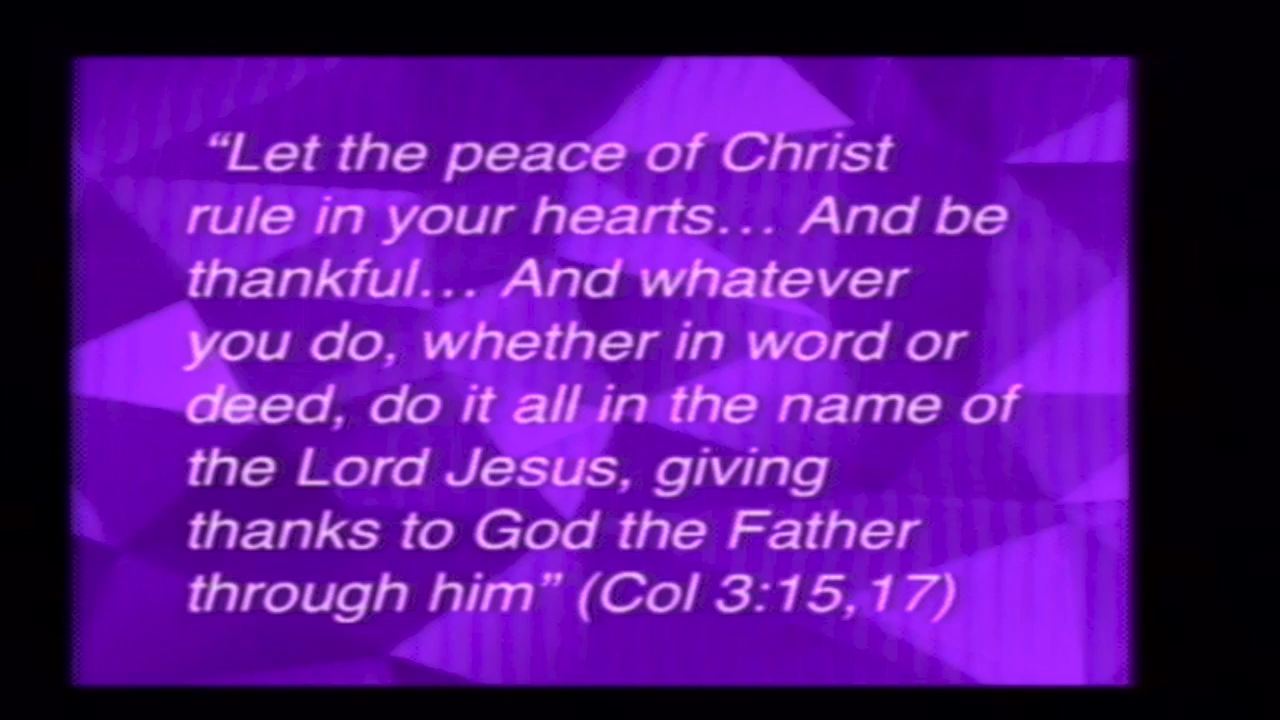 “Let the peace of Christ
rule in your hearts… And be
thankful… And whatever
you do, whether in word or
deed, do it all in the name of
the Lord Jesus, giving
thanks to God the Father
through him” (Col 3:15,17)